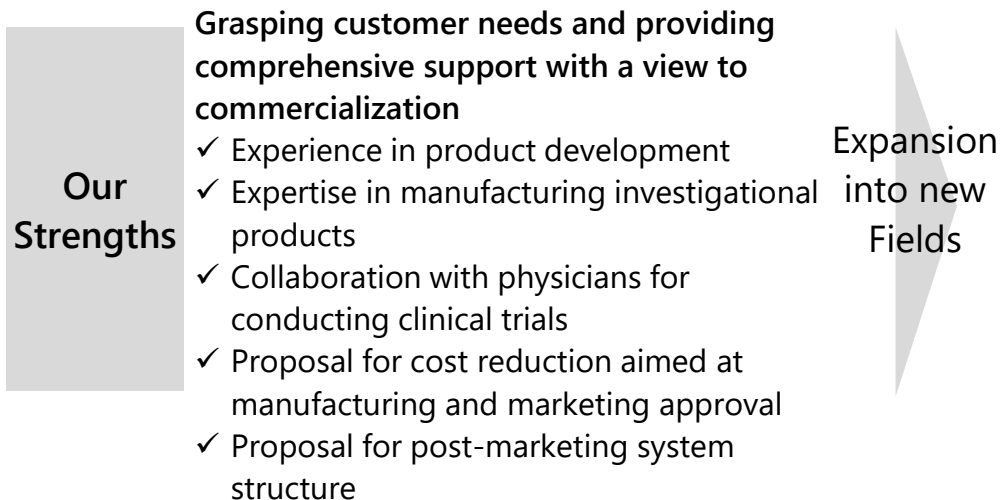 Our
Strengths
Grasping customer needs and providing
comprehensive support with a view to
commercialization
✓ Experience in product development
✓ Expertise in manufacturing investigational
products
✓ Collaboration with physicians for
conducting clinical trials
✓ Proposal for cost reduction aimed at
manufacturing and marketing approval
✓ Proposal for post-marketing system
structure
Expansion
into new
Fields